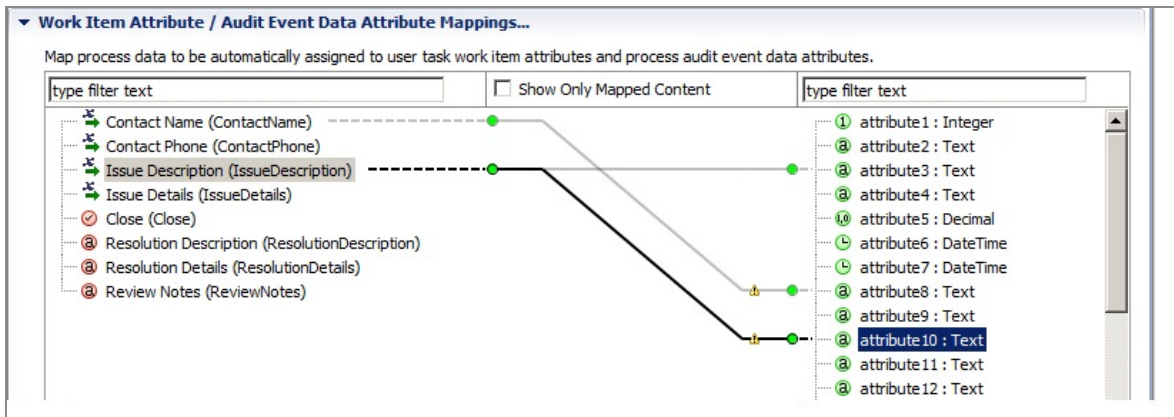 Work Item Attribute / Audit Event Data Attribute Mappings...
Map process data to be automatically assigned to user task work item attributes and process audit event data attributes.
type filter text
Show Only Mapped Content
type filter text
Contact Name (ContactName)
Contact Phone (ContactPhone)
Issue Description (IssueDescription)
Issue Details (IssueDetails)
Close (Close)
Resolution Description (ResolutionDescription)
Resolution Details (ResolutionDetails)
Review Notes (ReviewNotes)
attribute1 : Integer
attribute2 : Text
attribute3 : Text
attribute4 : Text
attribute5 : Decimal
attribute6 : DateTime
attribute7 : DateTime
attribute8 : Text
attribute9 : Text
attribute10 : Text
attribute11 : Text
attribute12 : Text